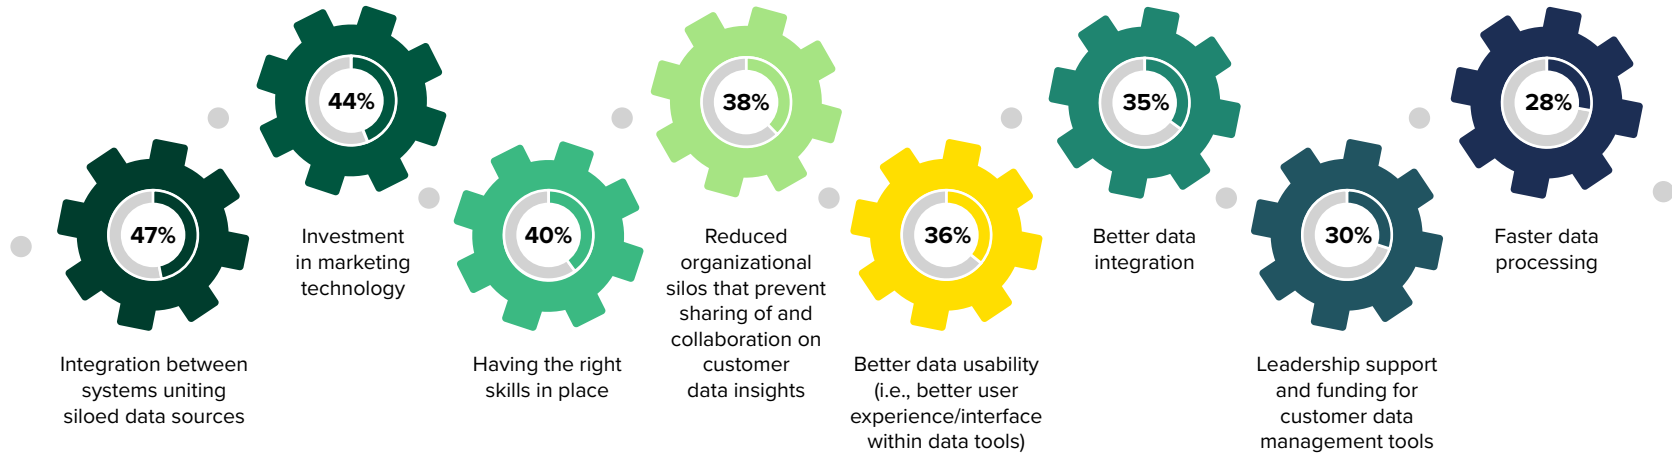 47%
Integration between
systems uniting
siloed data sources
44%
Investment
in marketing
technology
40%
Having the right
skills in place
38%
Reduced
organizational
silos that prevent
sharing of and
collaboration on
customer
data insights
36%
Better data usability
(i.e., better user
experience/interface
within data tools)
35%
Better data
integration
30%
Leadership support
and funding for
customer data
management tools
28%
Faster data
processing